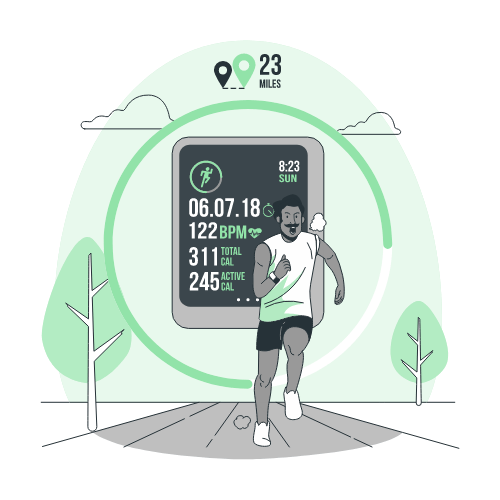 23
MILES
8:23
SUN
06.07.18
122 BPM
311 TOTAL
CAL
245 ACTIVE
CAL